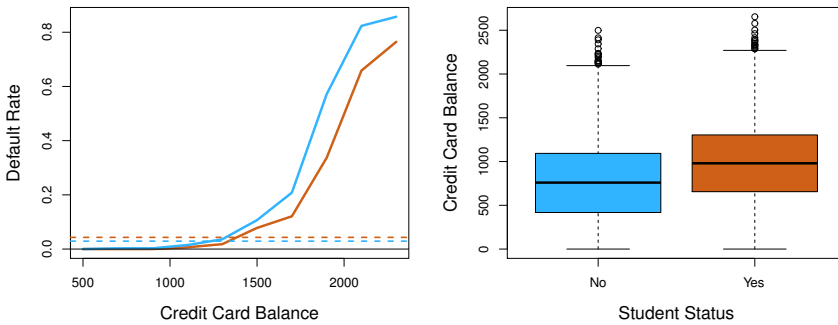 Default Rate
0.0
0.2
0.4
0.6
0.8
500
1000
1500
2000
Credit Card Balance
Credit Card Balance
0
500
1000
1500
2000
2500
No
Yes
Student Status